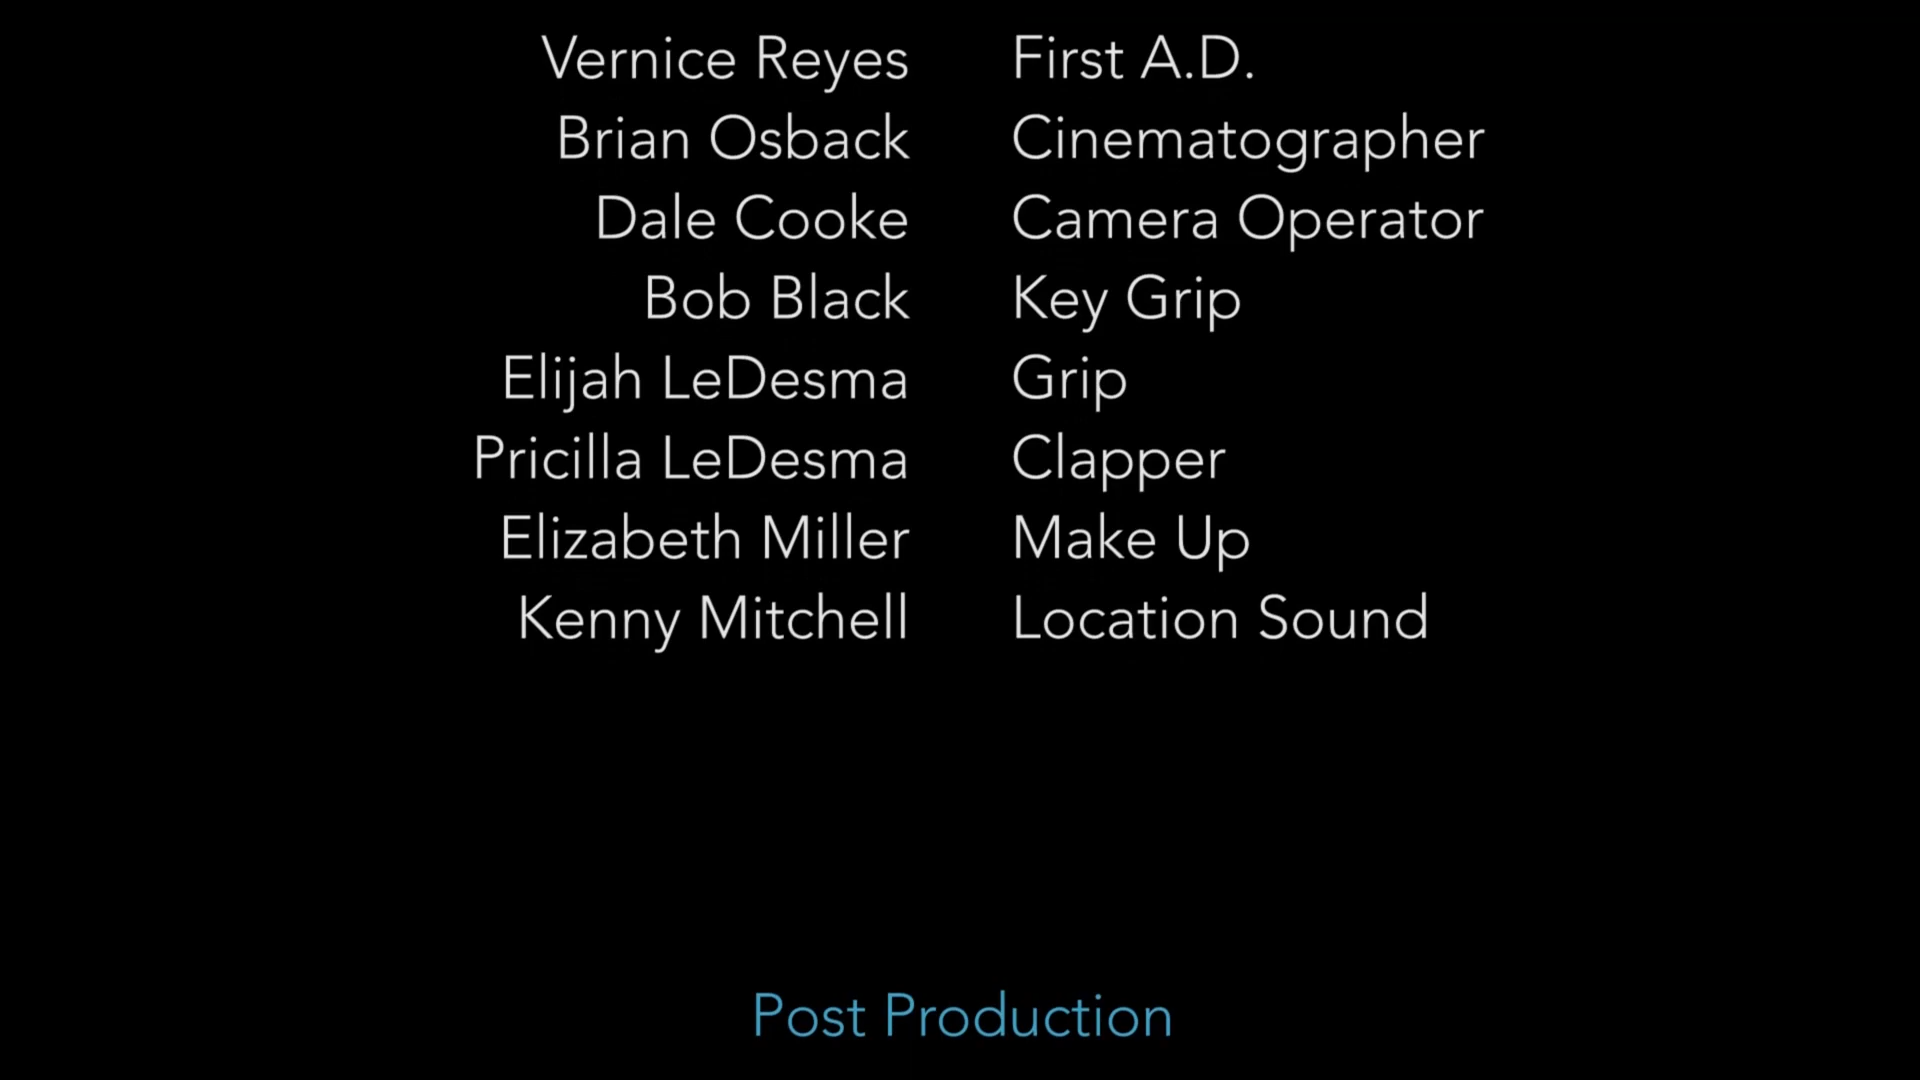 Vernice Reyes First A.D.
Brian Osback Cinematographer
Dale Cooke Camera Operator
Bob Black Key Grip
Elijah LeDesma Grip
Pricilla LeDesma Clapper
Elizabeth Miller Make Up
Kenny Mitchell Location Sound
Post Production